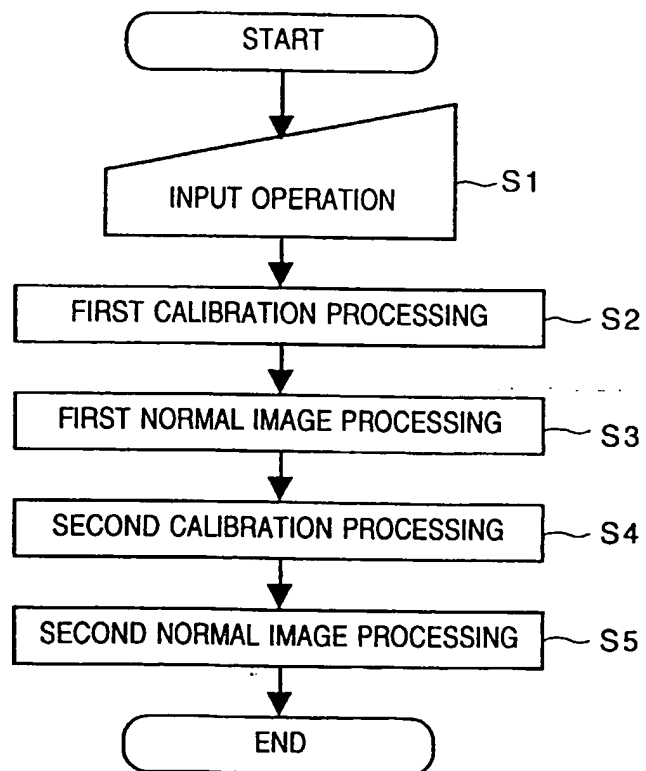 START
INPUT OPERATION
S1
FIRST CALIBRATION PROCESSING
S2
FIRST NORMAL IMAGE PROCESSING
S3
SECOND CALIBRATION PROCESSING
S4
SECOND NORMAL IMAGE PROCESSING
S5
END